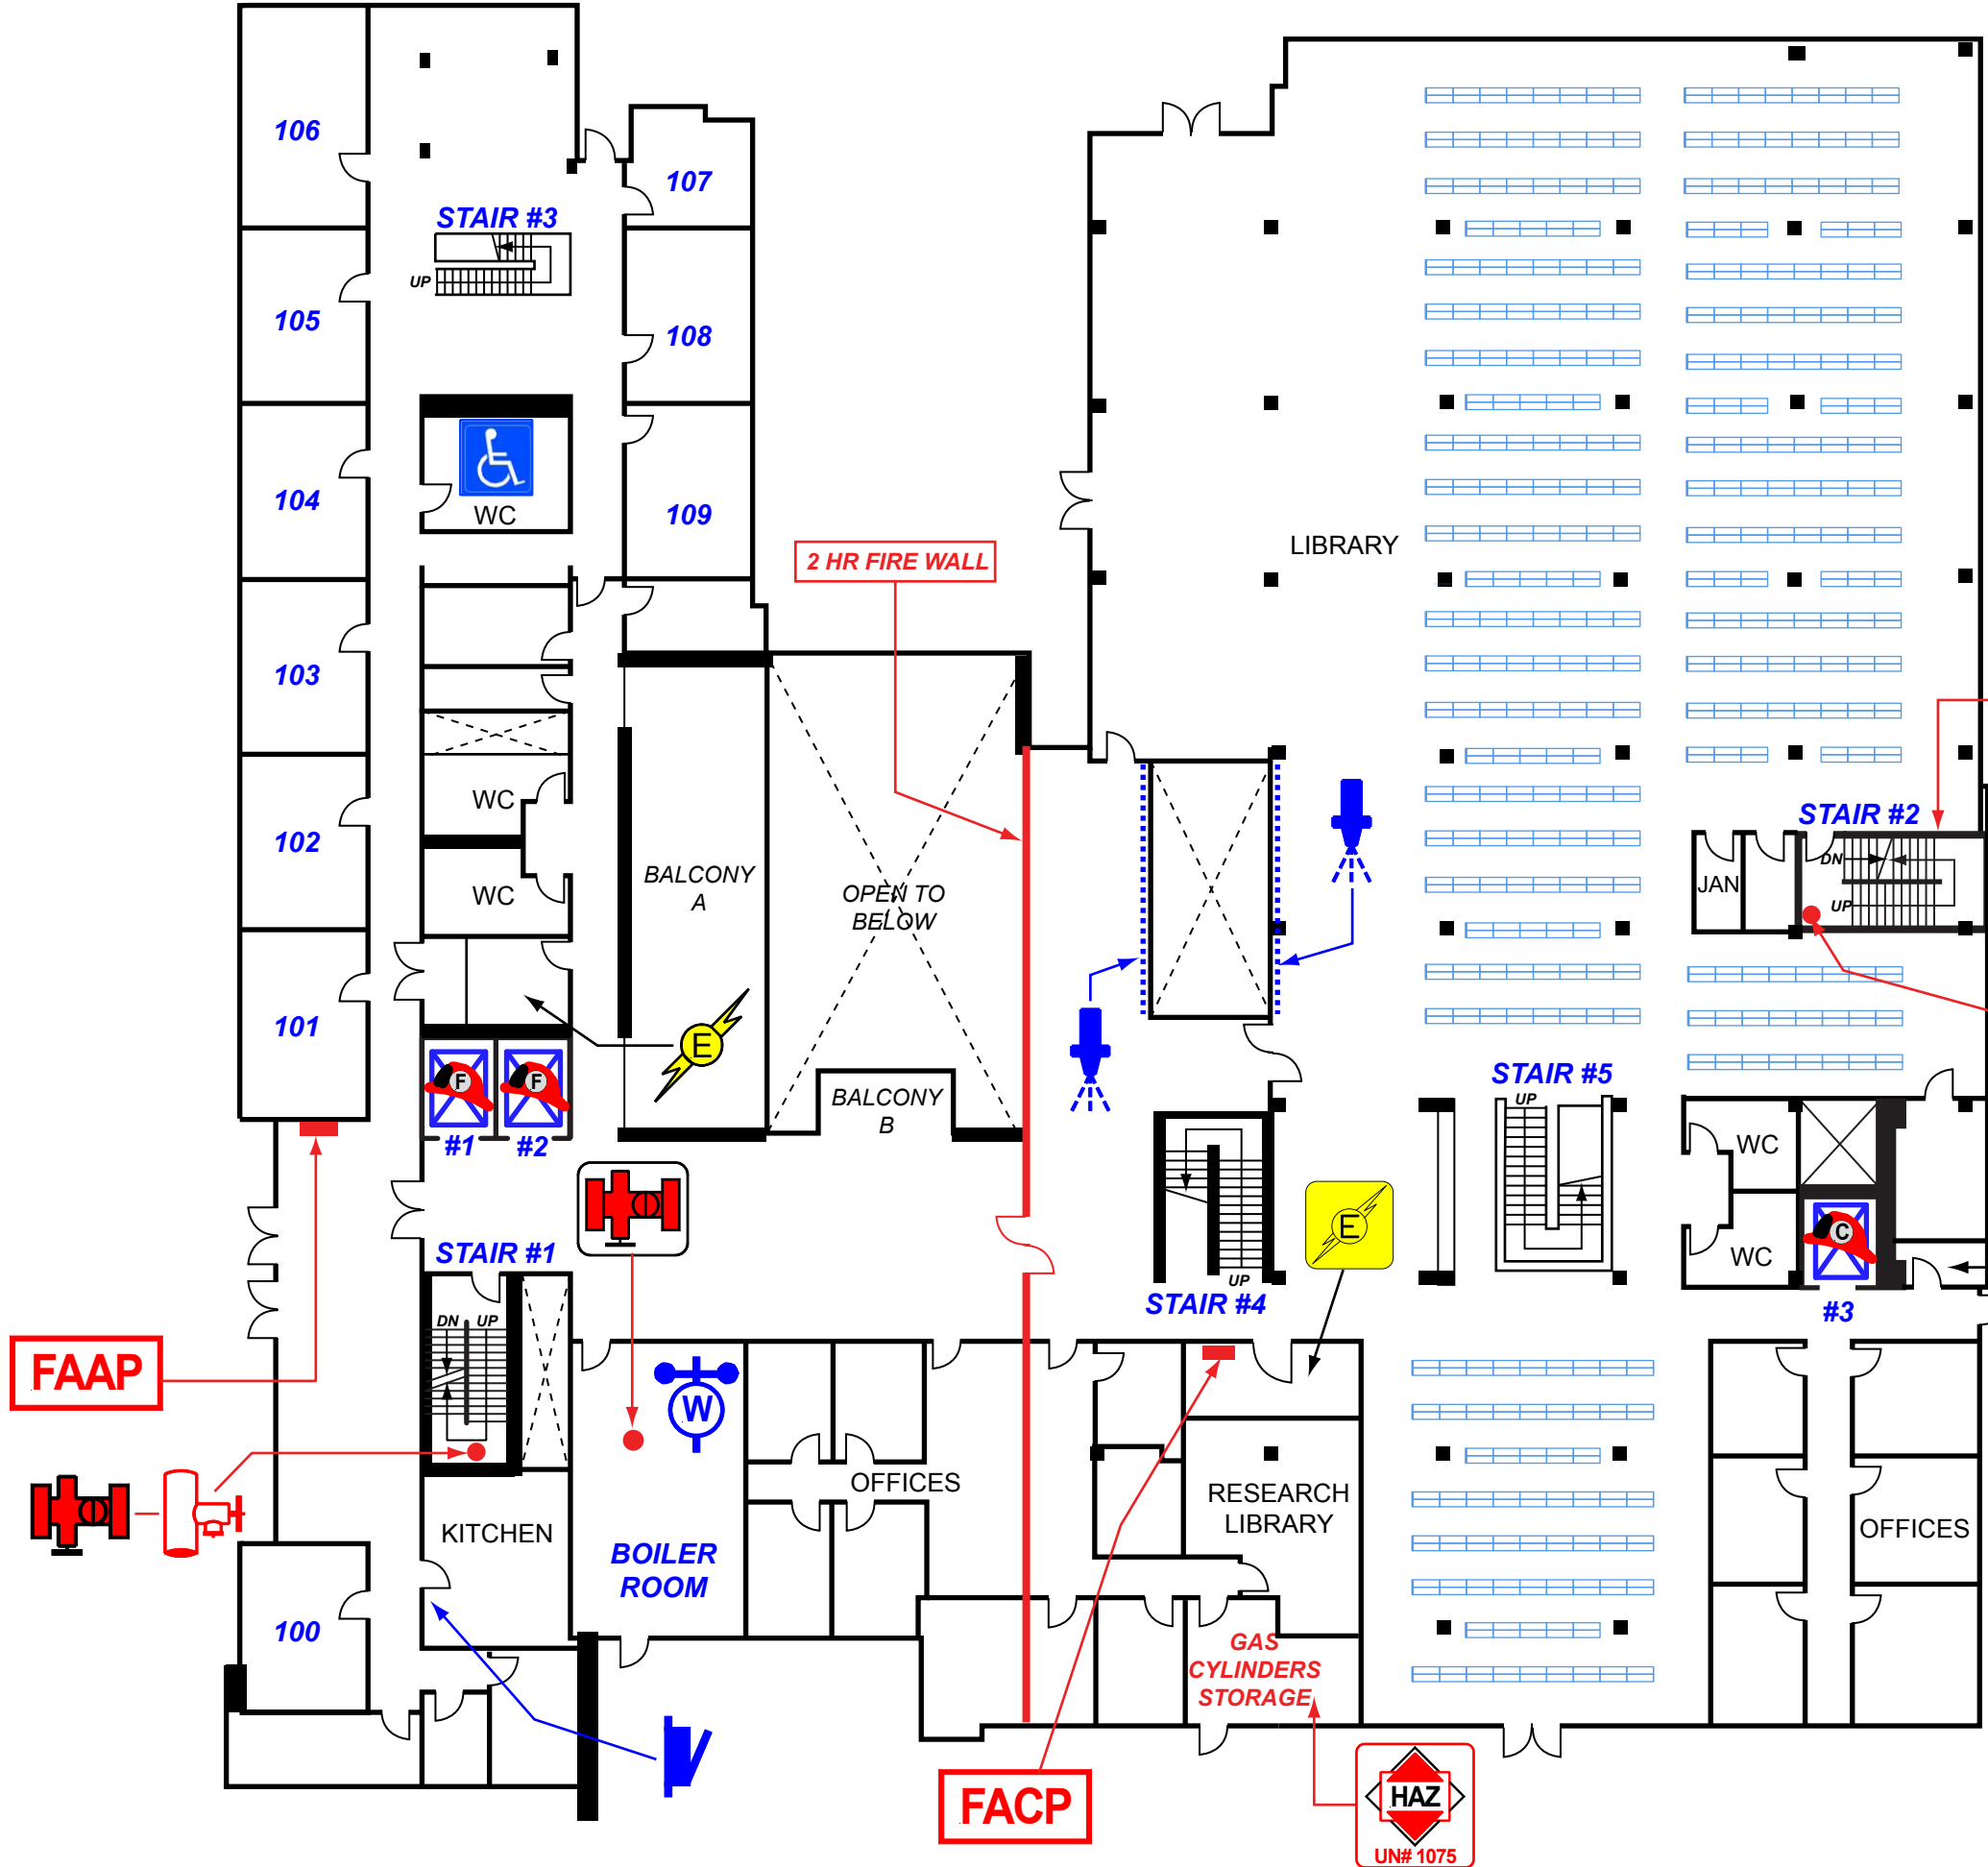 106
107
STAIR #3
UP
105
108
104
WC
109
2 HR FIRE WALL
LIBRARY
103
WC
102
BALCONY
A
OPEN TO
BELOW
WC
STAIR #2
DN
JAN
UP
101
E
F
F
#1
#2
BALCONY
B
STAIR #5
UP
WC
E
C
WC
STAIR #1
DN UP
UP
STAIR #4
#3
FAAP
W
OFFICES
RESEARCH
LIBRARY
OFFICES
KITCHEN
BOILER
ROOM
100
GAS
CYLINDERS
STORAGE
FACP
HAZ
UN# 1075